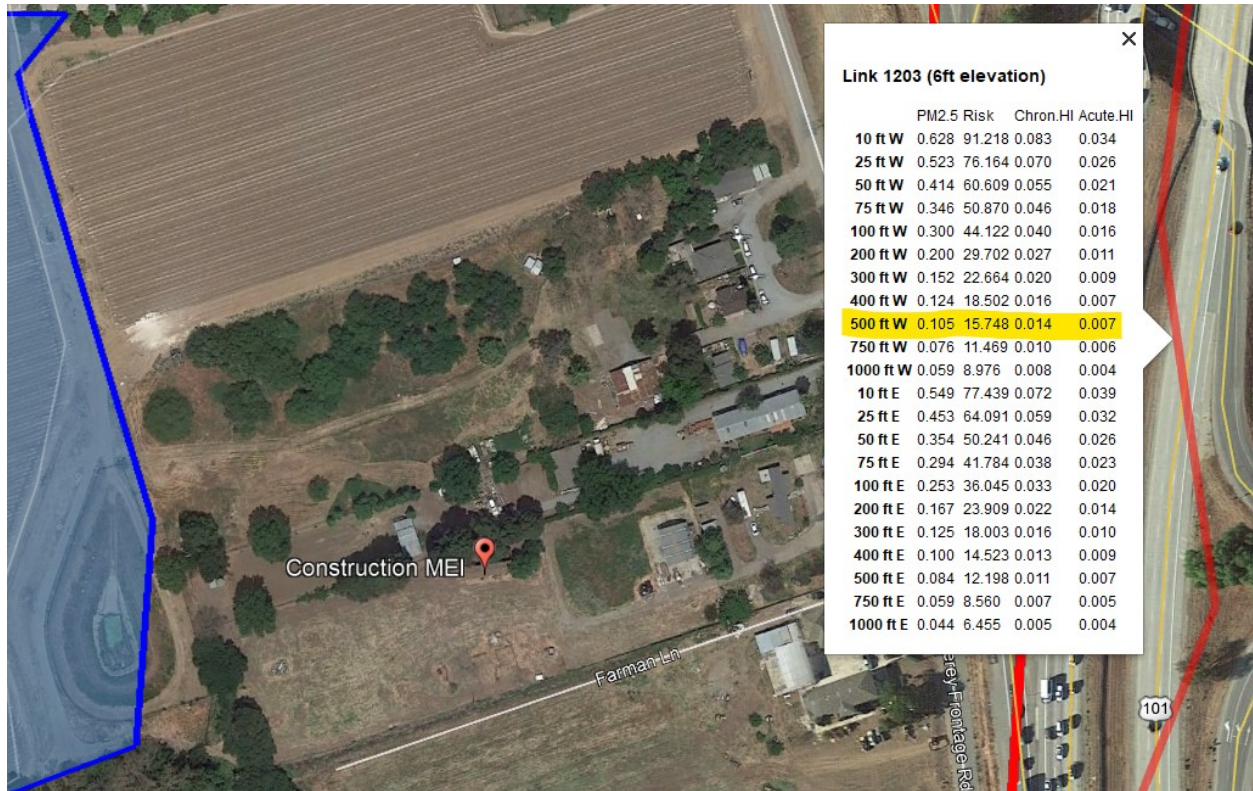 Link 1203 (6ft elevation)
PM2.5 Risk Chron.HI Acute.HI
10 ft W 0.628 91.218 0.083 0.034
25 ft W 0.523 76.164 0.070 0.026
50 ft W 0.414 60.609 0.055 0.021
75 ft W 0.346 50.870 0.046 0.018
100 ft W 0.300 44.122 0.040 0.016
200 ft W 0.200 29.702 0.027 0.011
300 ft W 0.152 22.664 0.020 0.009
400 ft W 0.124 18.502 0.016 0.007
500 ft W 0.105 15.748 0.014 0.007
750 ft W 0.076 11.469 0.010 0.006
1000 ft W 0.059 8.976 0.008 0.004
10 ft E 0.549 77.439 0.072 0.039
25 ft E 0.453 64.091 0.059 0.032
50 ft E 0.354 50.241 0.046 0.026
75 ft E 0.294 41.784 0.038 0.023
100 ft E 0.253 36.045 0.033 0.020
200 ft E 0.167 23.909 0.022 0.014
300 ft E 0.125 18.003 0.016 0.010
400 ft E 0.100 14.523 0.013 0.009
500 ft E 0.084 12.198 0.011 0.007
750 ft E 0.059 8.560 0.007 0.005
1000 ft E 0.044 6.455 0.005 0.004
Construction MEI
Farman Ln
Frontage Rd
101